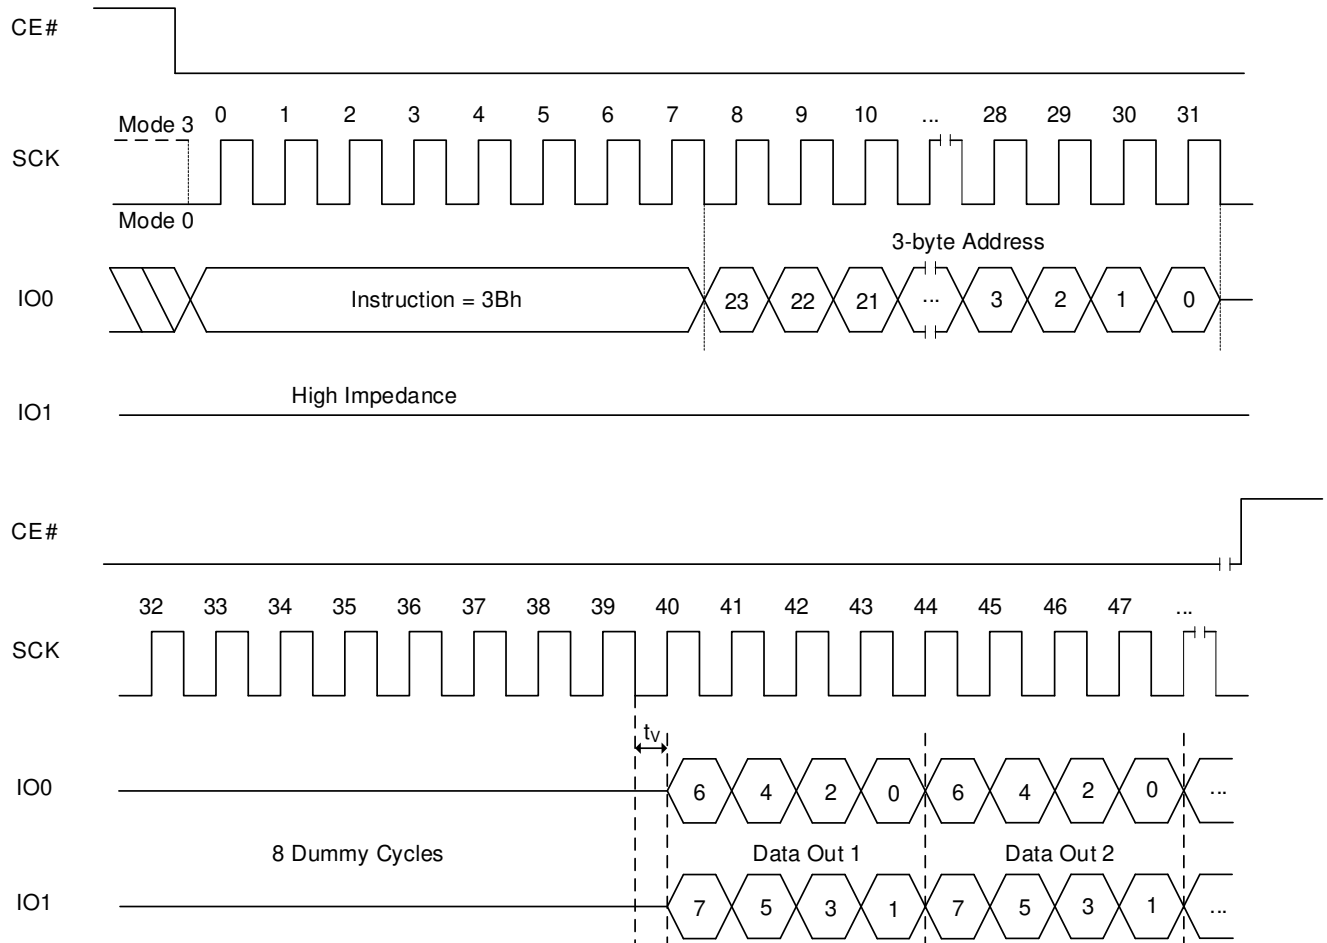 CE#
0 1 2 3 4 5 6 7 8 9 10 ... 28 29 30 31
Mode 3
SCK
Mode 0
3-byte Address
IO0 Instruction = 3Bh 23 22 21 ... 3 2 1 0
High Impedance
IO1
CE#
32 33 34 35 36 37 38 39 40 41 42 43 44 45 46 47 ...
SCK
tV
IO0 6 4 2 0 6 4 2 0 ...
8 Dummy Cycles Data Out 1 Data Out 2
IO1 7 5 3 1 7 5 3 1 ...